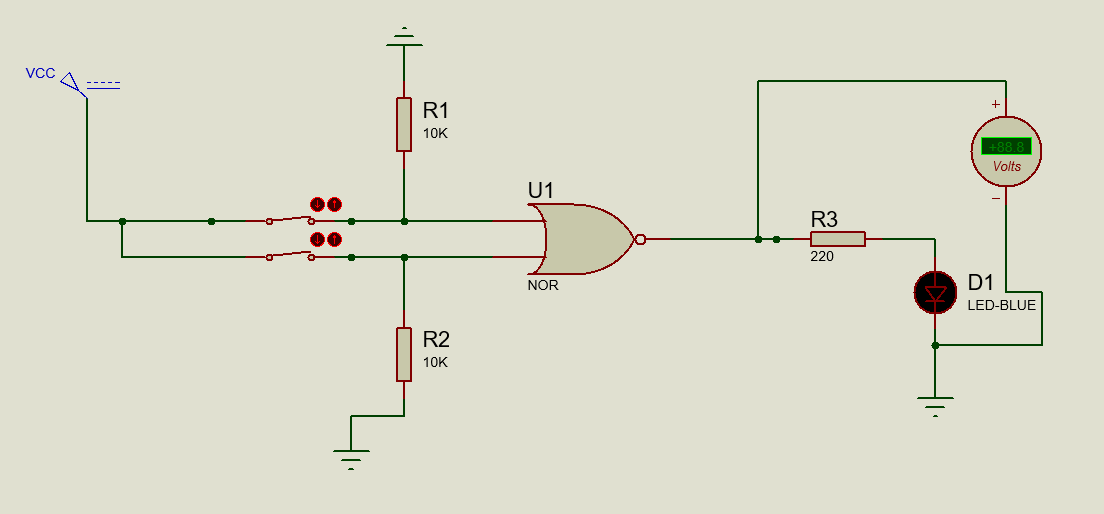 VCC
R1
10K
U1
NOR
R2
10K
R3
220
+
+88.8
Volts
−
D1
LED-BLUE